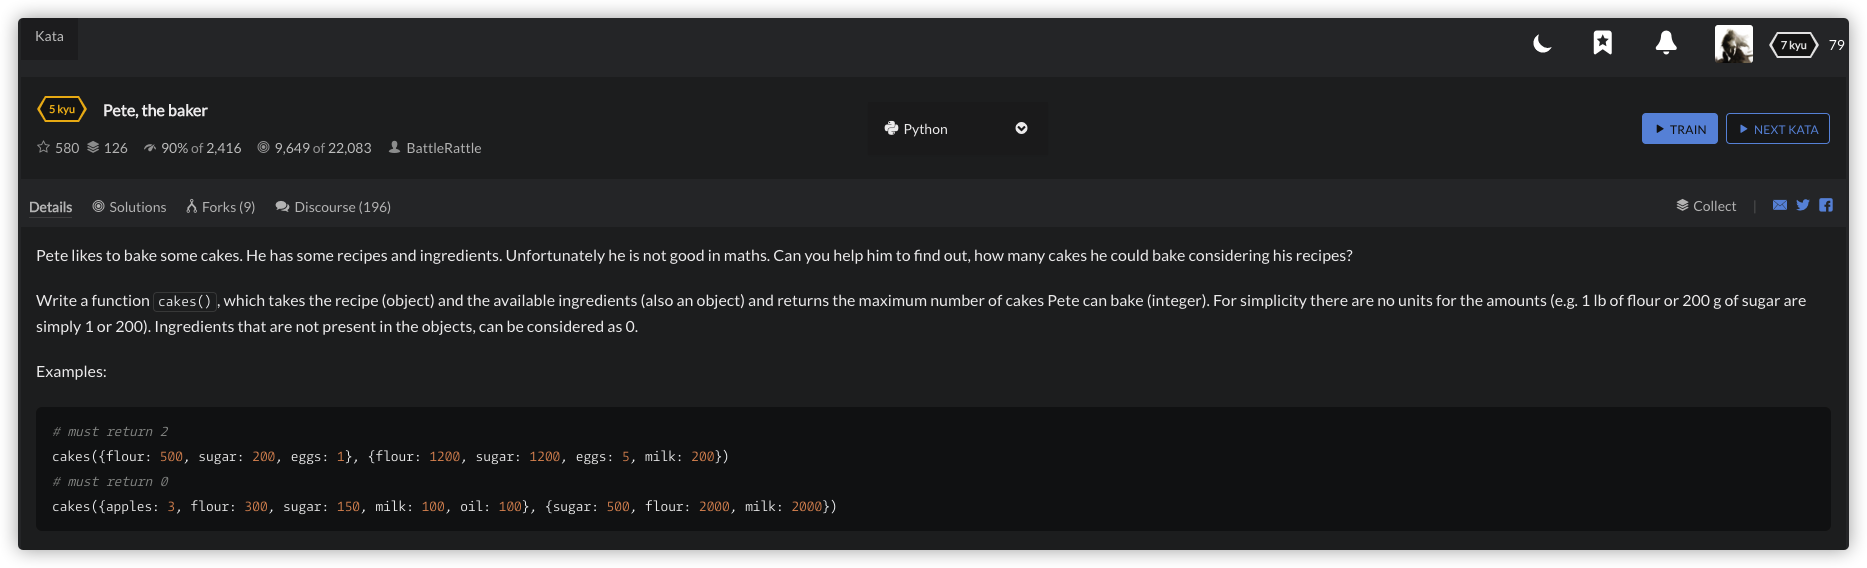 Kata
7 kyu 79
5 kyu Pete, the baker
Python
TRAIN NEXT KATA
580 126 90% of 2,416 9,649 of 22,083 BattleRattle
Details Solutions Forks (9) Discourse (196) Collect |
Pete likes to bake some cakes. He has some recipes and ingredients. Unfortunately he is not good in maths. Can you help him to find out, how many cakes he could bake considering his recipes?
Write a function cakes(), which takes the recipe (object) and the available ingredients (also an object) and returns the maximum number of cakes Pete can bake (integer). For simplicity there are no units for the amounts (e.g. 1 lb of flour or 200 g of sugar are
simply 1 or 200). Ingredients that are not present in the objects, can be considered as 0.
Examples:
# must return 2
cakes({flour: 500, sugar: 200, eggs: 1}, {flour: 1200, sugar: 1200, eggs: 5, milk: 200})
# must return 0
cakes({apples: 3, flour: 300, sugar: 150, milk: 100, oil: 100}, {sugar: 500, flour: 2000, milk: 2000})